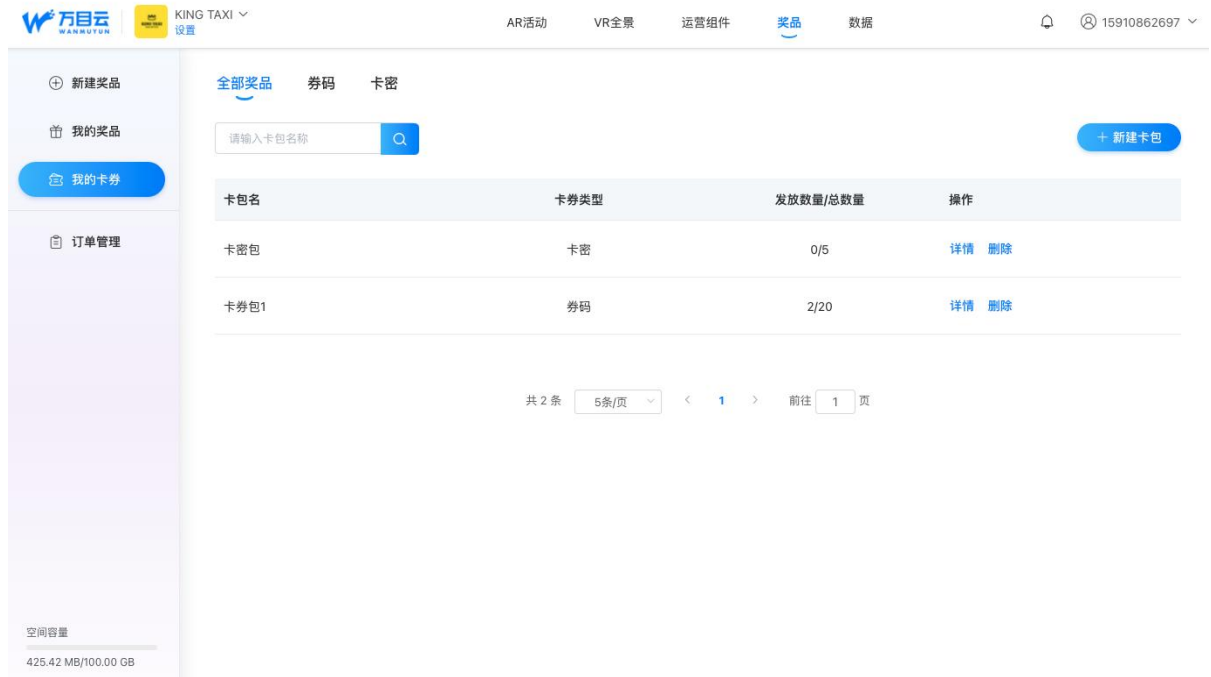 万目云
WANMUYUN
KING TAXI
设置
AR活动 VR全景 运营组件 奖品 数据
15910862697
新建奖品
我的奖品
我的卡券
订单管理
全部奖品 券码 卡密
请输入卡包名称
+ 新建卡包
卡包名 卡券类型 发放数量/总数量 操作
卡密包 卡密 0/5 详情 删除
卡券包1 券码 2/20 详情 删除
共 2 条 5条/页 < 1 > 前往 1 页
空间容量
425.42 MB/100.00 GB